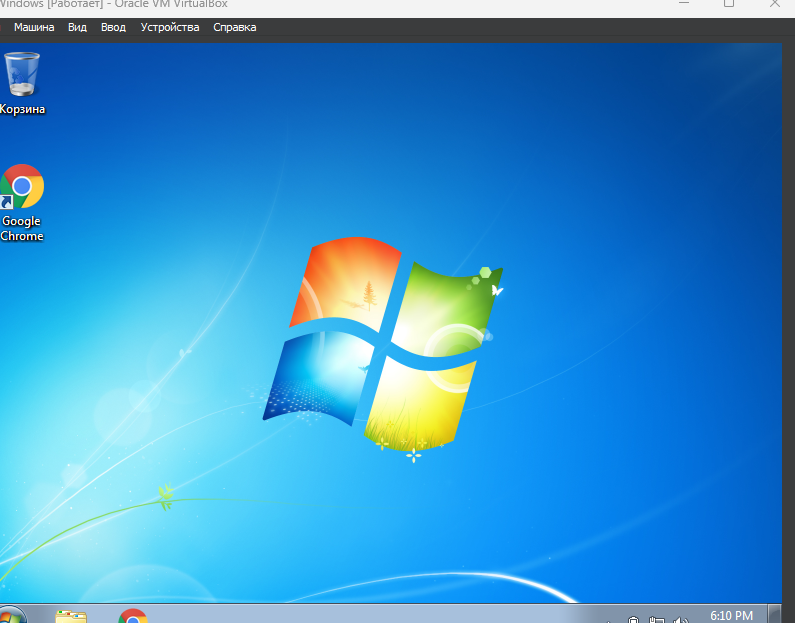 Windows [Работает] - Oracle VM VirtualBox
Машина Вид Ввод Устройства Справка
Корзина
Google
Chrome
6:10 PM